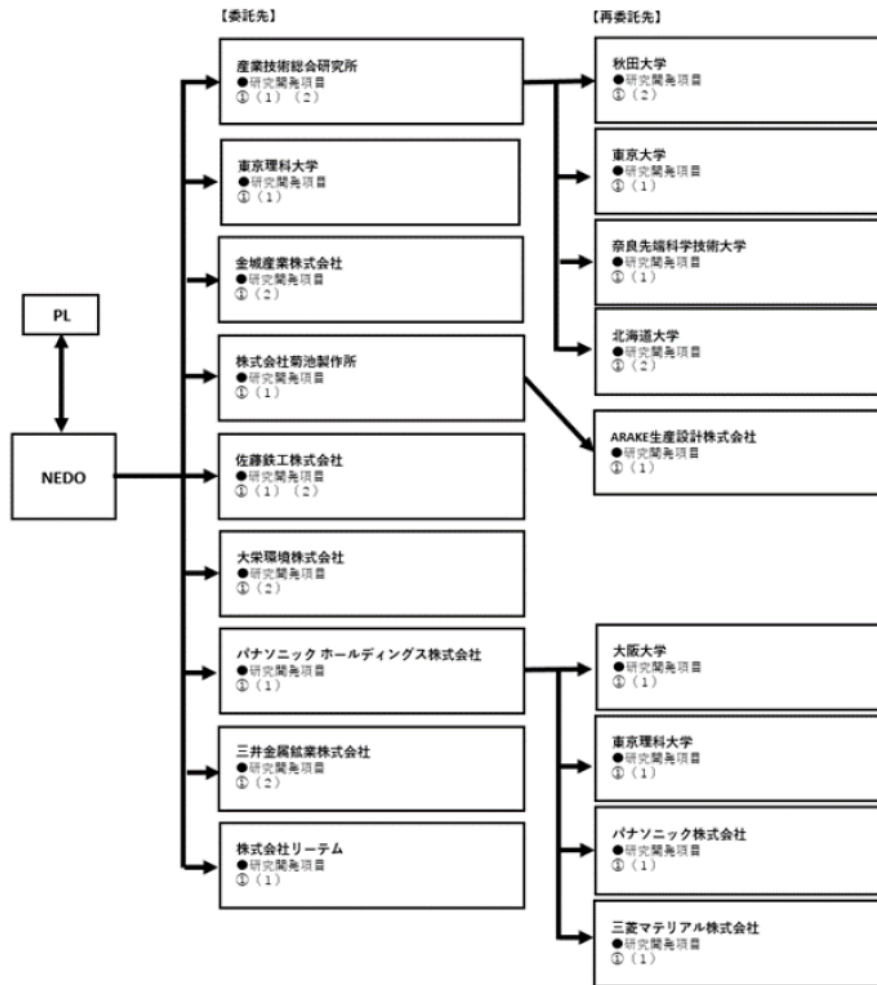 【委託先】
産業技術総合研究所
●研究開発項目
①（1）（2）
東京理科大学
●研究開発項目
①（1）
金城産業株式会社
●研究開発項目
①（2）
株式会社菊池製作所
●研究開発項目
①（1）
佐藤鉄工株式会社
●研究開発項目
①（1）（2）
大栄環境株式会社
●研究開発項目
①（2）
パナソニック ホールディングス株式会社
●研究開発項目
①（1）
三井金属鉱業株式会社
●研究開発項目
①（2）
株式会社リーテム
●研究開発項目
①（1）
PL
NEDO
【再委託先】
秋田大学
●研究開発項目
①（2）
東京大学
●研究開発項目
①（1）
奈良先端科学技術大学
●研究開発項目
①（1）
北海道大学
●研究開発項目
①（2）
ARAKE生産設計株式会社
●研究開発項目
①（1）
大阪大学
●研究開発項目
①（1）
東京理科大学
●研究開発項目
①（1）
パナソニック株式会社
●研究開発項目
①（1）
三菱マテリアル株式会社
●研究開発項目
①（1）